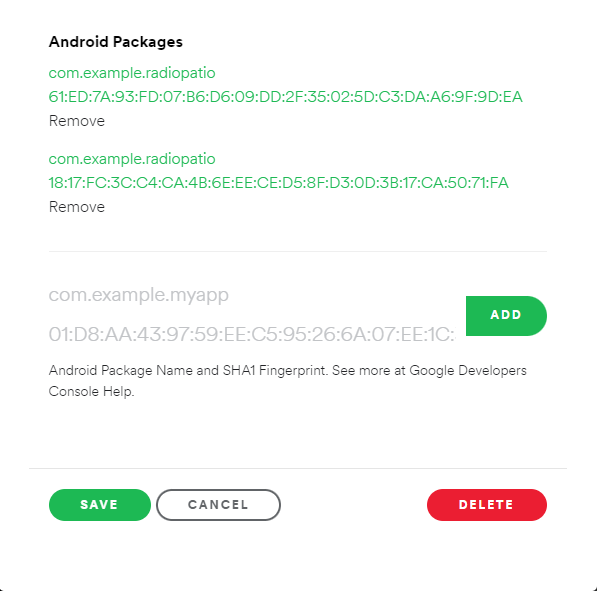 Android Packages
com.example.radiopatio
61:ED:7A:93:FD:07:B6:D6:09:DD:2F:35:02:5D:C3:DA:A6:9F:9D:EA
Remove
com.example.radiopatio
18:17:FC:3C:C4:CA:4B:6E:EE:CE:D5:8F:D3:0D:3B:17:CA:50:71:FA
Remove
com.example.myapp
ADD
01:D8:AA:43:97:59:EE:C5:95:26:6A:07:EE:1C:
Android Package Name and SHA1 Fingerprint. See more at Google Developers
Console Help.
SAVE CANCEL DELETE